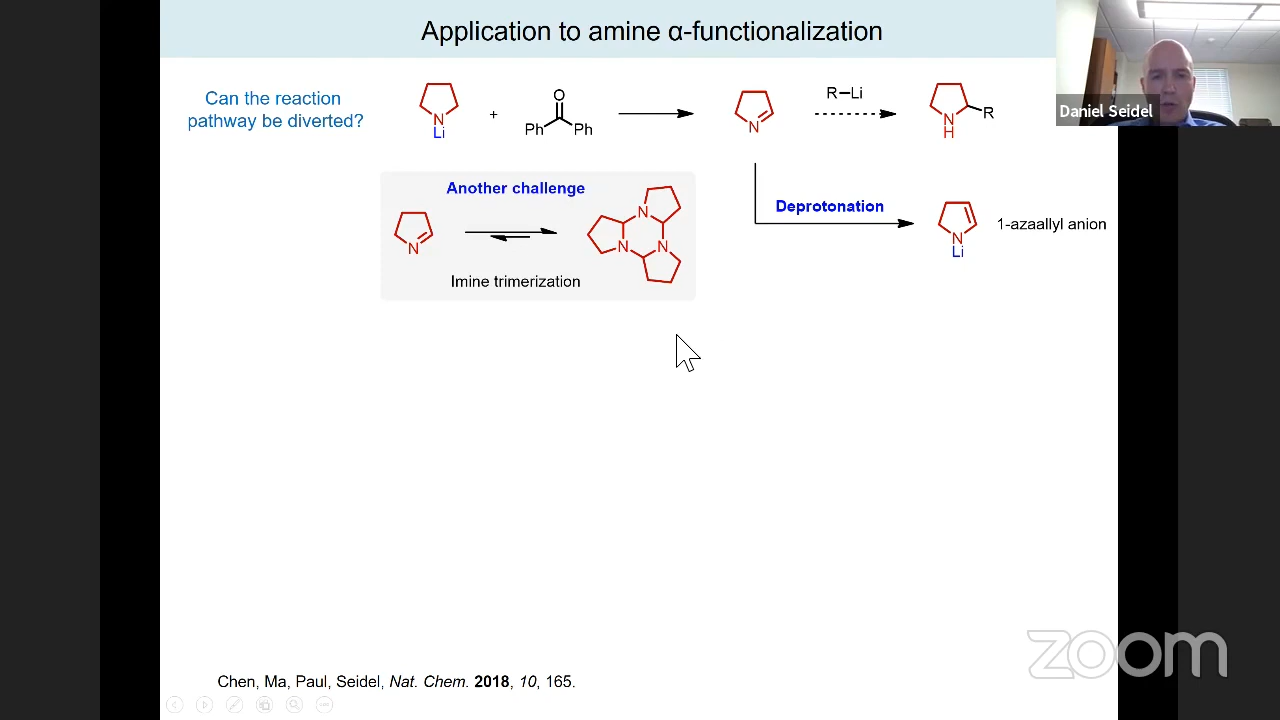 Application to amine α-functionalization
Daniel Seidel
Can the reaction
pathway be diverted?
N
Li
+
O
Ph
Ph
N
R–Li
N
H
R
Another challenge
N
N
N
N
Imine trimerization
Deprotonation
N
Li
1-azaallyl anion
Chen, Ma, Paul, Seidel, Nat. Chem. 2018, 10, 165.
zoom